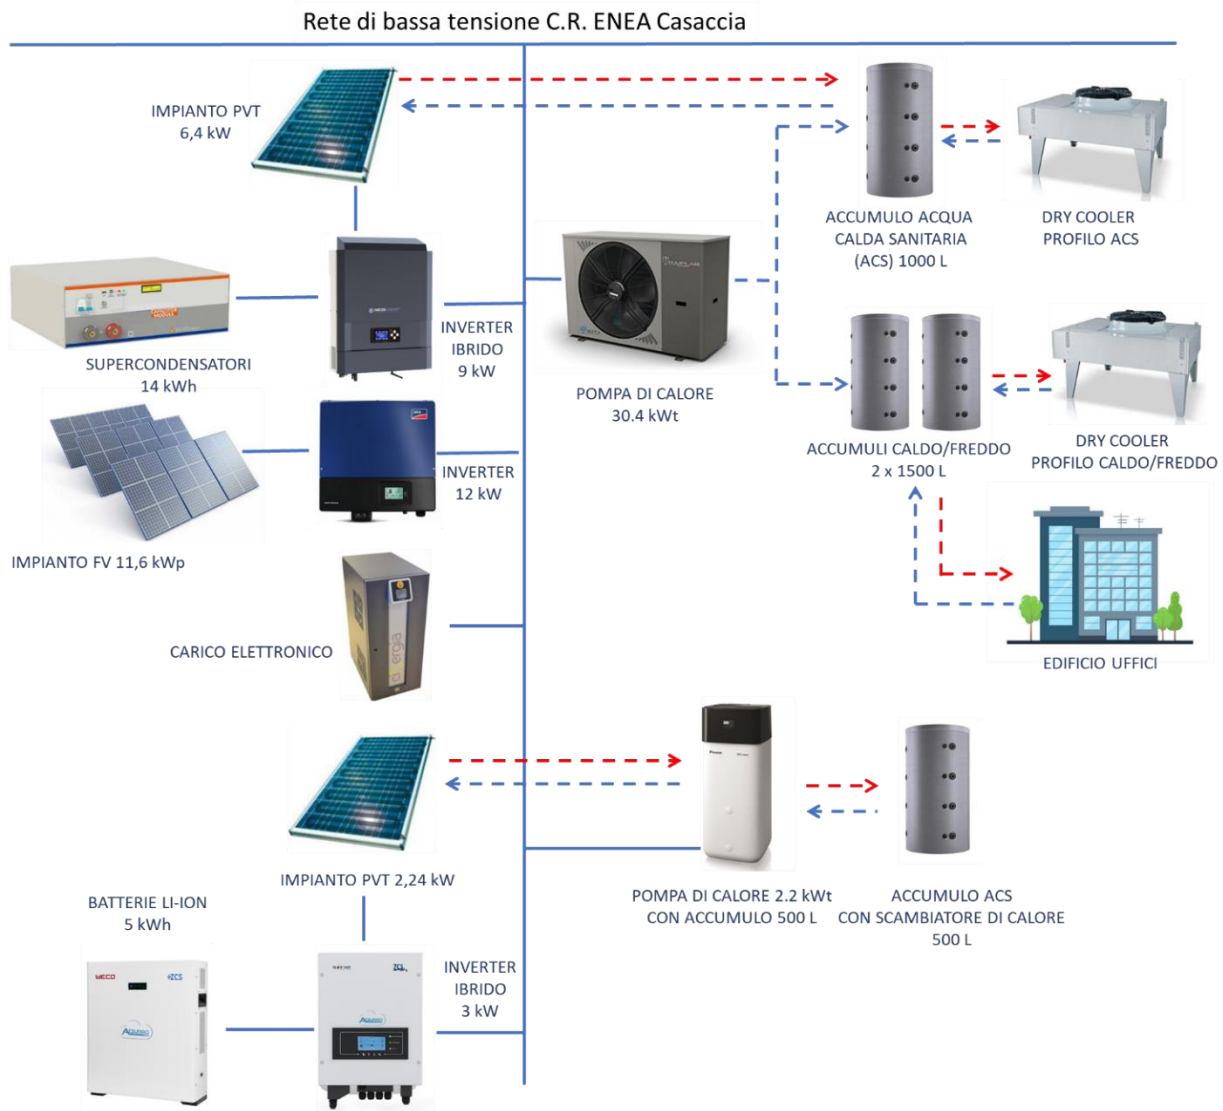 Rete di bassa tensione C.R. ENEA Casaccia
IMPIANTO PVT
6,4 kW
ACCUMULO ACQUA
CALDA SANITARIA
(ACS) 1000 L
DRY COOLER
PROFILO ACS
SUPERCONDENSATORI
14 kWh
INVERTER
IBRIDO
9 kW
POMPA DI CALORE
30.4 kWt
ACCUMULI CALDO/FREDDO
2 x 1500 L
DRY COOLER
PROFILO CALDO/FREDDO
INVERTER
12 kW
IMPIANTO FV 11,6 kWp
CARICO ELETTRONICO
EDIFICIO UFFICI
IMPIANTO PVT 2,24 kW
POMPA DI CALORE 2.2 kWt
CON ACCUMULO 500 L
ACCUMULO ACS
CON SCAMBIATORE DI CALORE
500 L
BATTERIE LI-ION
5 kWh
INVERTER
IBRIDO
3 kW
WECO
ZCS
ZCS